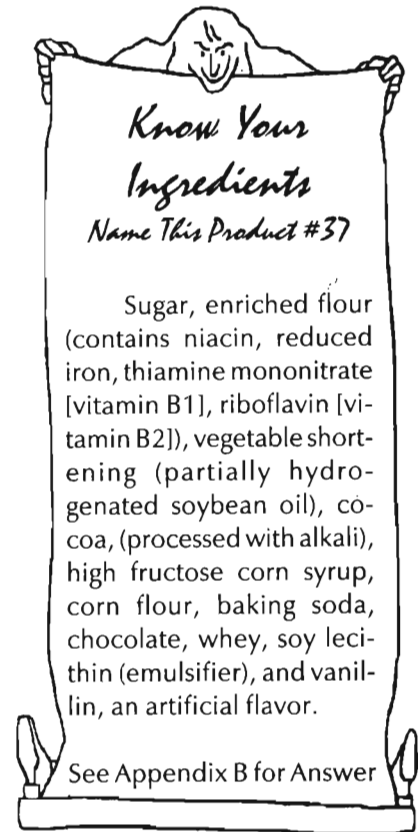 Know Your
Ingredients
Name This Product #37
Sugar, enriched flour
(contains niacin, reduced
iron, thiamine mononitrate
[vitamin B1], riboflavin [vi-
tamin B2]), vegetable short-
ening (partially hydro-
genated soybean oil), co-
coa, (processed with alkali),
high fructose corn syrup,
corn flour, baking soda,
chocolate, whey, soy leci-
thin (emulsifier), and vanil-
lin, an artificial flavor.
See Appendix B for Answer